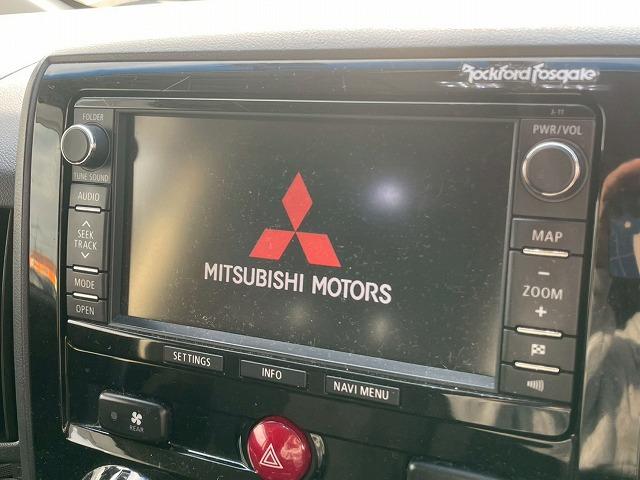 Rockford Fosgate
J-11
FOLDER
TUNE SOUND
AUDIO
SEEK
TRACK
MODE
OPEN
MITSUBISHI MOTORS
PWR/VOL
MAP
ZOOM
SETTINGS
INFO
NAVI MENU
REAR